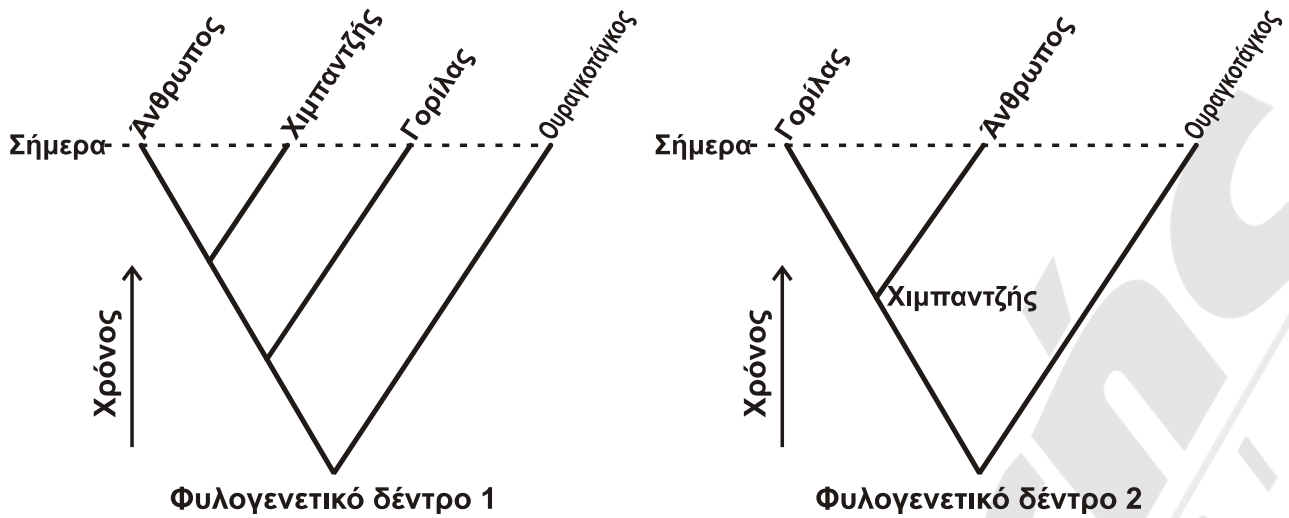 Άνθρωπος
Χιμπαντζής
Γορίλας
Ουραγκοτάγκος
Σήμερα
Χρόνος
Φυλογενετικό δέντρο 1
Γορίλας
Άνθρωπος
Ουραγκοτάγκος
Σήμερα
Χιμπαντζής
Χρόνος
Φυλογενετικό δέντρο 2